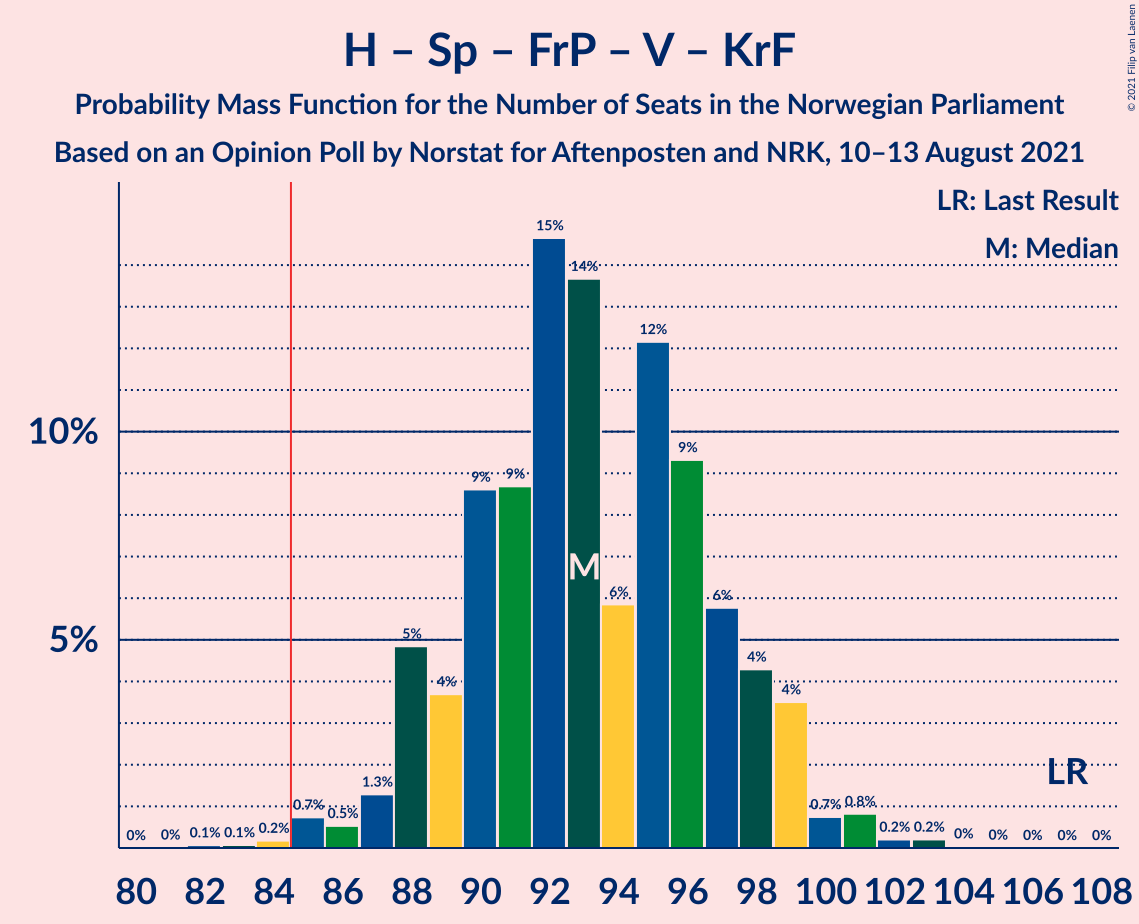 H – Sp – FrP – V – KrF
Probability Mass Function for the Number of Seats in the Norwegian Parliament
Based on an Opinion Poll by Norstat for Aftenposten and NRK, 10–13 August 2021
© 2021 Filip van Laenen
LR: Last Result
M: Median
10%
5%
0% 0% 0.1% 0.1% 0.2% 0.7% 0.5% 1.3% 5% 4% 9% 9% 15% 14% 6% 12% 9% 6% 4% 4% 0.7% 0.8% 0.2% 0.2% 0% 0% 0% 0% 0%
M
LR
80 82 84 86 88 90 92 94 96 98 100 102 104 106 108